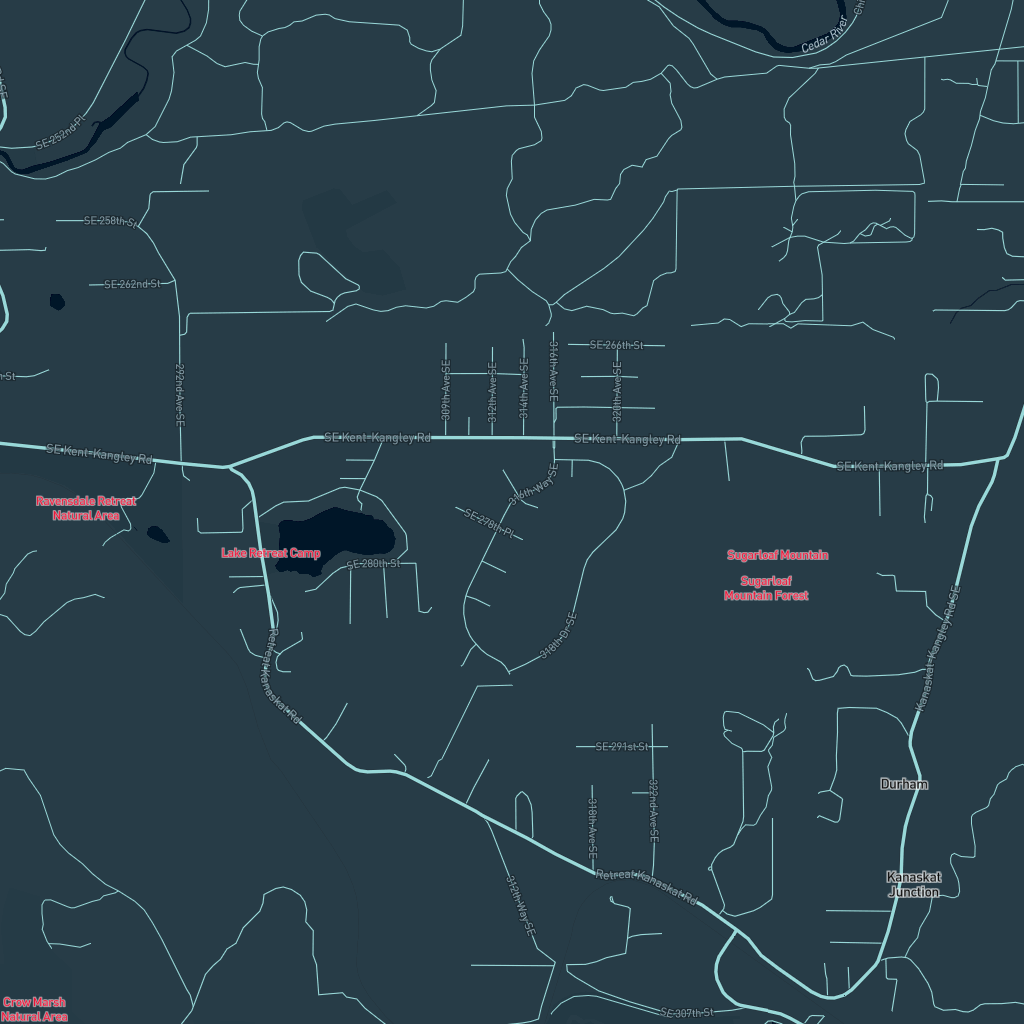 Cedar River
SE 252nd Pl
SE 258th St
SE 262nd St
292nd Ave SE
SE 266th St
309th Ave SE
312th Ave SE
314th Ave SE
316th Ave SE
320th Ave SE
SE Kent-Kangley Rd
SE Kent-Kangley Rd
SE Kent-Kangley Rd
SE Kent-Kangley Rd
316th Way SE
SE 278th Pl
Ravensdale Retreat
Natural Area
Lake Retreat Camp
SE 280th St
Sugarloaf Mountain
Sugarloaf
Mountain Forest
318th Dr SE
Kanaskat-Kangley Rd SE
Retreat-Kanaskat Rd
SE 291st St
322nd Ave SE
318th Ave SE
Durham
Retreat-Kanaskat Rd
Kanaskat
Junction
312th Way SE
Crow Marsh
Natural Area
SE 307th St